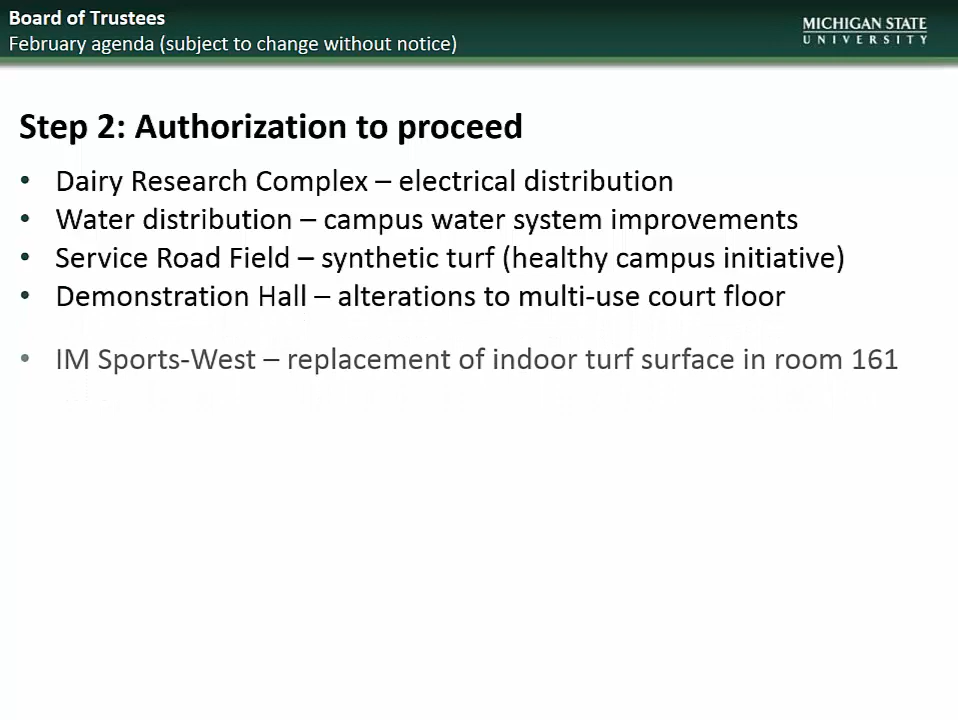 Board of Trustees
February agenda (subject to change without notice)
MICHIGAN STATE
UNIVERSITY
Step 2: Authorization to proceed
• Dairy Research Complex – electrical distribution
• Water distribution – campus water system improvements
• Service Road Field – synthetic turf (healthy campus initiative)
• Demonstration Hall – alterations to multi-use court floor
• IM Sports-West – replacement of indoor turf surface in room 161